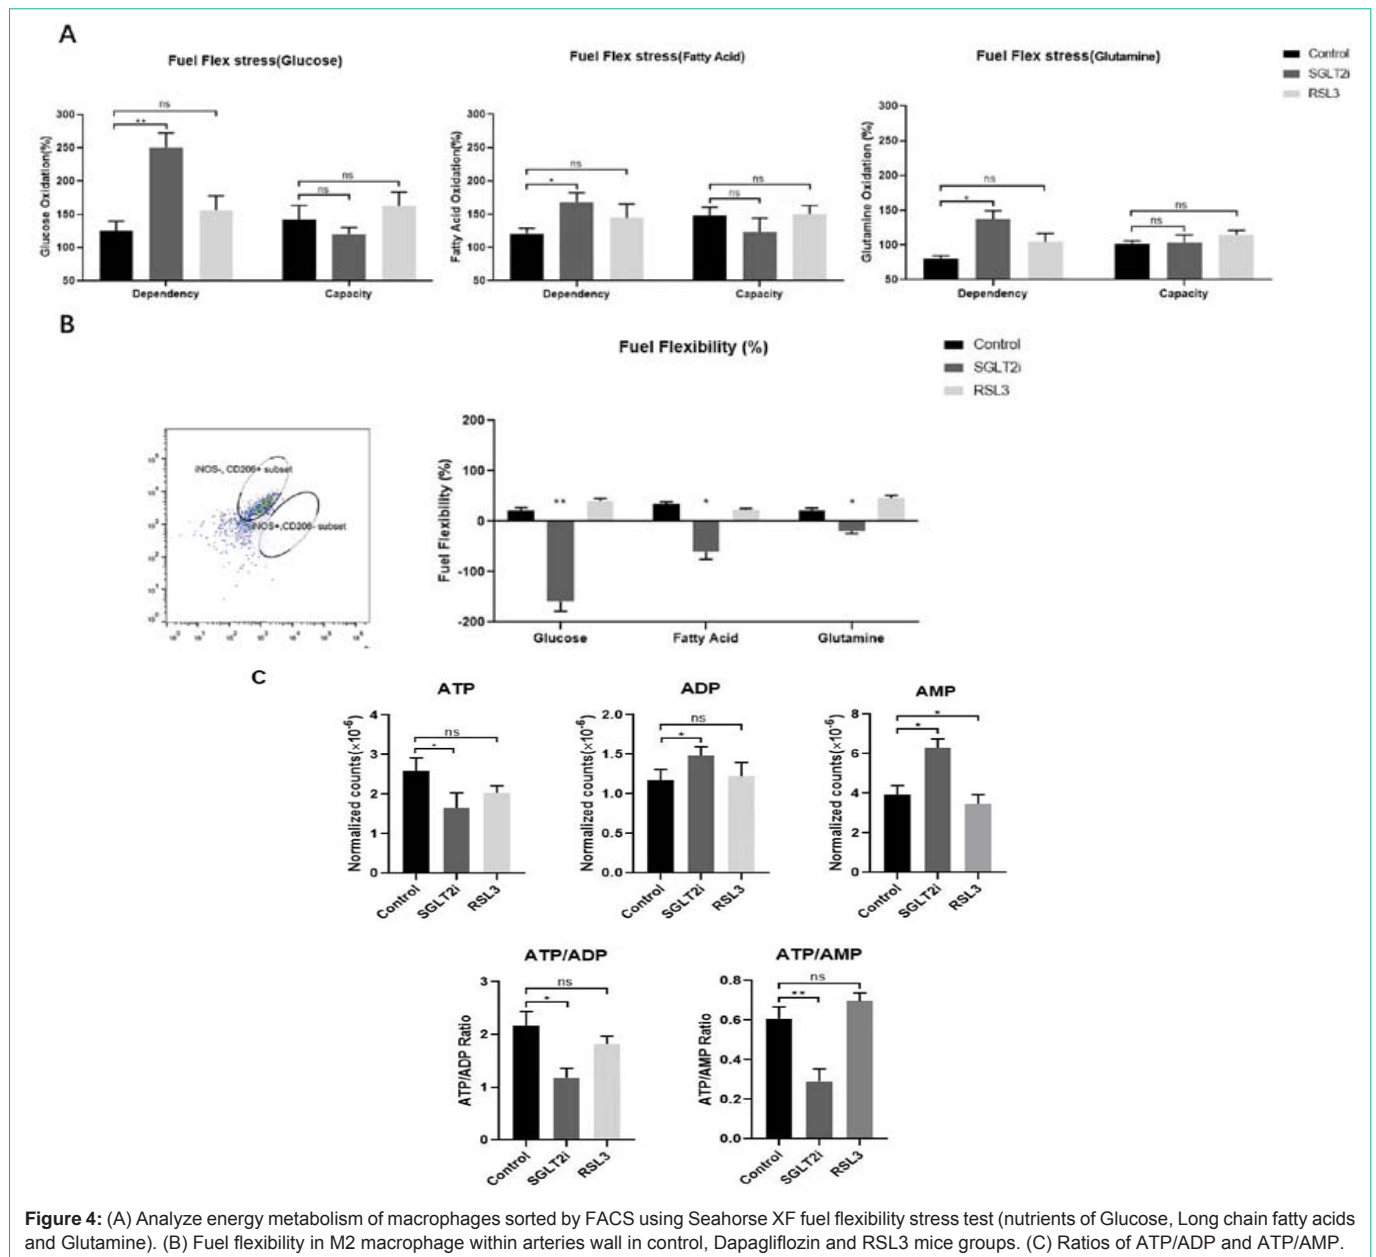 A
Fuel Flex stress(Glucose)
Fuel Flex stress(Fatty Acid)
Fuel Flex stress(Glutamine)
Control
SGLT2i
RSL3
Glucose Oxidation(%)
300
250
200
150
100
50
ns
**
ns
ns
Dependency
Capacity
Fatty Acid Oxidation(%)
300
250
200
150
100
50
ns
*
ns
ns
Dependency
Capacity
Glutamine Oxidation (%)
300
250
200
150
100
50
ns
*
ns
ns
Dependency
Capacity
B
Fuel Flexibility (%)
Control
SGLT2i
RSL3
iNOS-, CD206+ subset
iNOS+,CD206- subset
Fuel Flexibility (%)
200
100
0
-100
-200
**
*
*
Glucose
Fatty Acid
Glutamine
C
ATP
Normalized counts(×10⁻⁶)
4
3
2
1
0
ns
*
Control
SGLT2i
RSL3
ADP
Normalized counts(×10⁻⁶)
2.0
1.5
1.0
0.5
0.0
ns
*
Control
SGLT2i
RSL3
AMP
Normalized counts(×10⁻⁶)
8
6
4
2
0
*
*
Control
SGLT2i
RSL3
ATP/ADP
ATP/ADP Ratio
3
2
1
0
ns
*
Control
SGLT2i
RSL3
ATP/AMP
ATP/AMP Ratio
0.8
0.6
0.4
0.2
0.0
ns
**
Control
SGLT2i
RSL3
Figure 4: (A) Analyze energy metabolism of macrophages sorted by FACS using Seahorse XF fuel flexibility stress test (nutrients of Glucose, Long chain fatty acids
and Glutamine). (B) Fuel flexibility in M2 macrophage within arteries wall in control, Dapagliflozin and RSL3 mice groups. (C) Ratios of ATP/ADP and ATP/AMP.